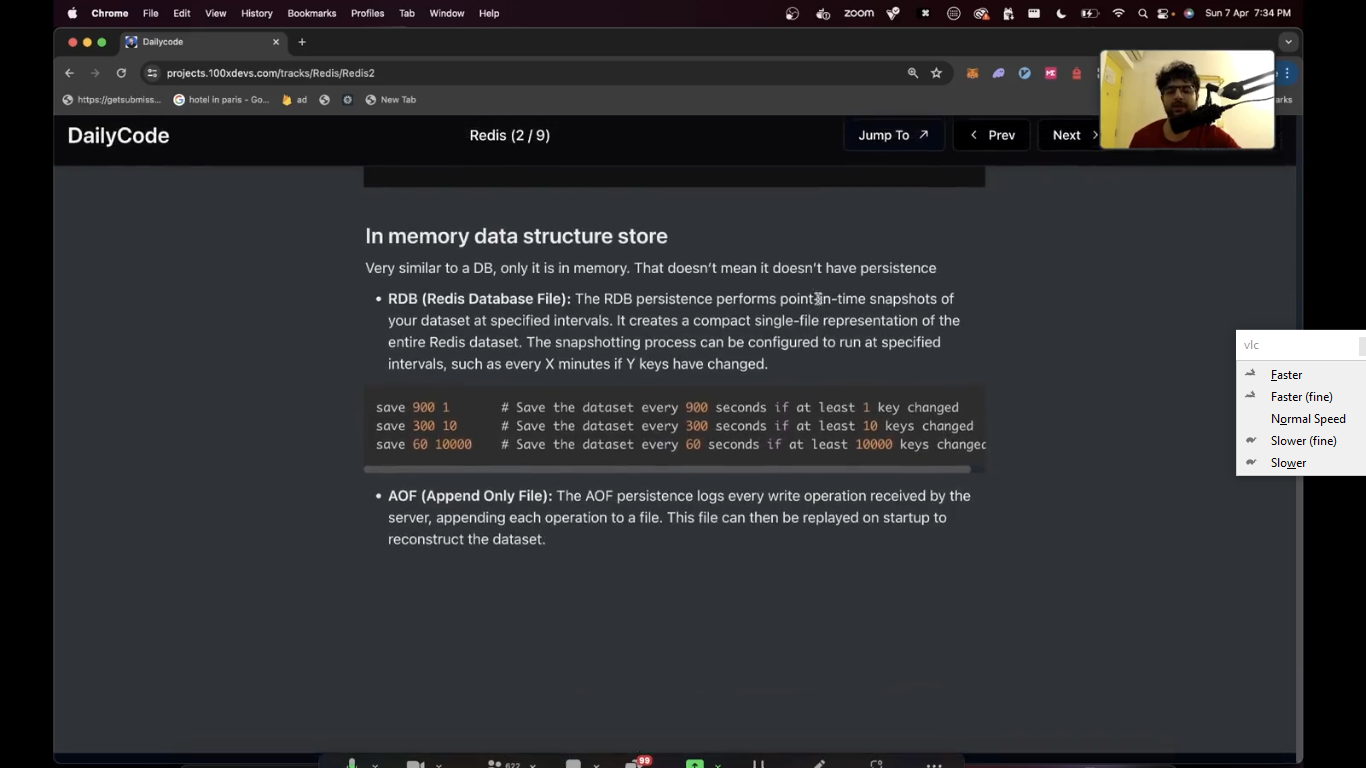 Chrome File Edit View History Bookmarks Profiles Tab Window Help zoom Sun 7 Apr 7:34 PM
Dailycode
projects.100xdevs.com/tracks/Redis/Redis2
https://getsubmiss... hotel in paris - Go... ad New Tab arks
DailyCode Redis (2 / 9) Jump To Prev Next
In memory data structure store
Very similar to a DB, only it is in memory. That doesn't mean it doesn't have persistence
• RDB (Redis Database File): The RDB persistence performs point-in-time snapshots of
your dataset at specified intervals. It creates a compact single-file representation of the
entire Redis dataset. The snapshotting process can be configured to run at specified
intervals, such as every X minutes if Y keys have changed.
save 900 1 # Save the dataset every 900 seconds if at least 1 key changed
save 300 10 # Save the dataset every 300 seconds if at least 10 keys changed
save 60 10000 # Save the dataset every 60 seconds if at least 10000 keys changed
• AOF (Append Only File): The AOF persistence logs every write operation received by the
server, appending each operation to a file. This file can then be replayed on startup to
reconstruct the dataset.
vlc
Faster
Faster (fine)
Normal Speed
Slower (fine)
Slower
622 99